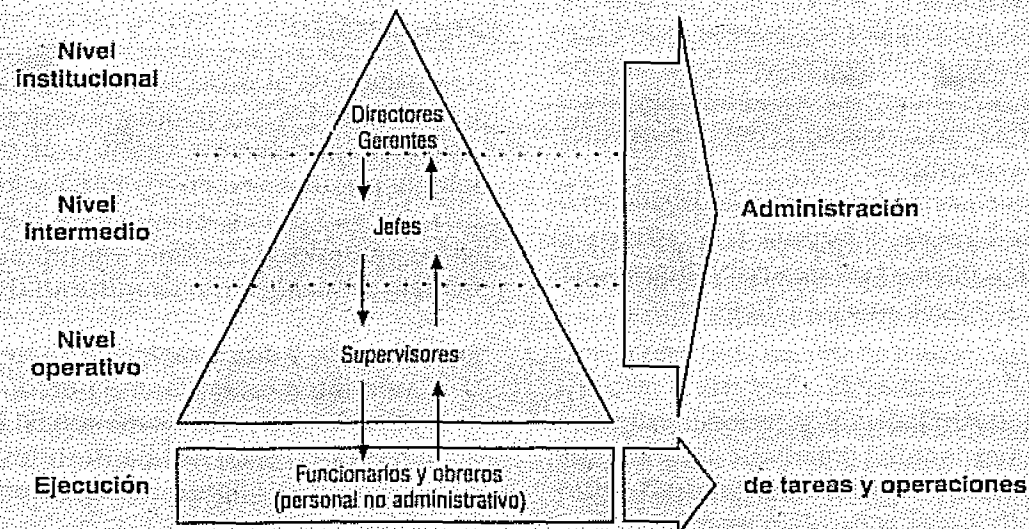 Nivel
institucional
Directores
Gerentes
Nivel
intermedio
Jefes
Administración
Nivel
operativo
Supervisores
Ejecución
Funcionarios y obreros
(personal no administrativo)
de tareas y operaciones